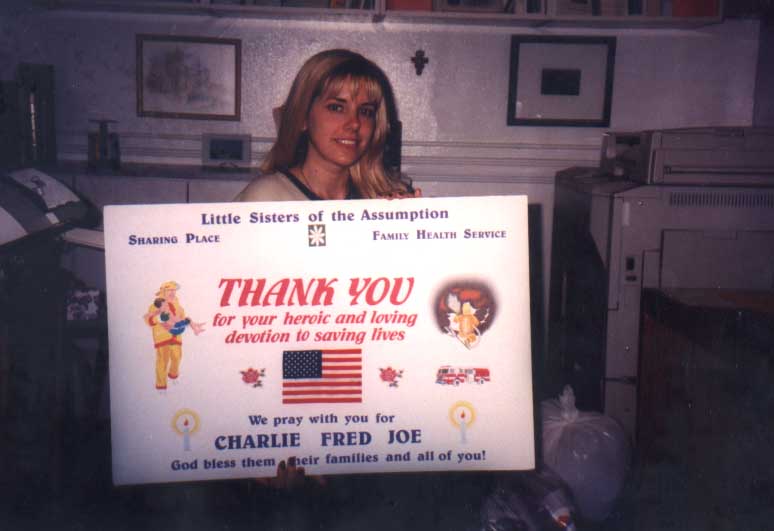 Little Sisters of the Assumption
SHARING PLACE FAMILY HEALTH SERVICE
THANK YOU
for your heroic and loving
devotion to saving lives
We pray with you for
CHARLIE FRED JOE
God bless them heir families and all of you!